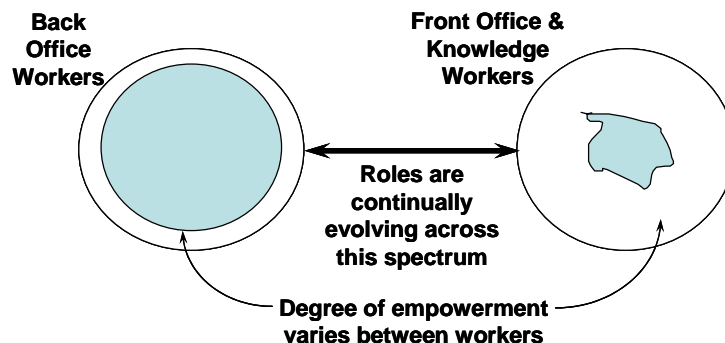 Back
Office
Workers
Front Office &
Knowledge
Workers
Roles are
continually
evolving across
this spectrum
Degree of empowerment
varies between workers